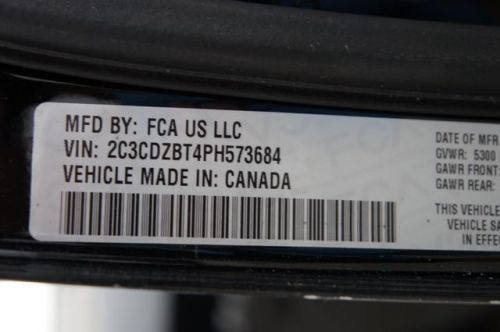 MFD BY: FCA US LLC
VIN: 2C3CDZBT4PH573684
VEHICLE MADE IN: CANADA
DATE OF MFR
GVWR: 5300
GAWR FRONT:
GAWR REAR:
THIS VEHICLE
VEHICLE SA
IN EFFE